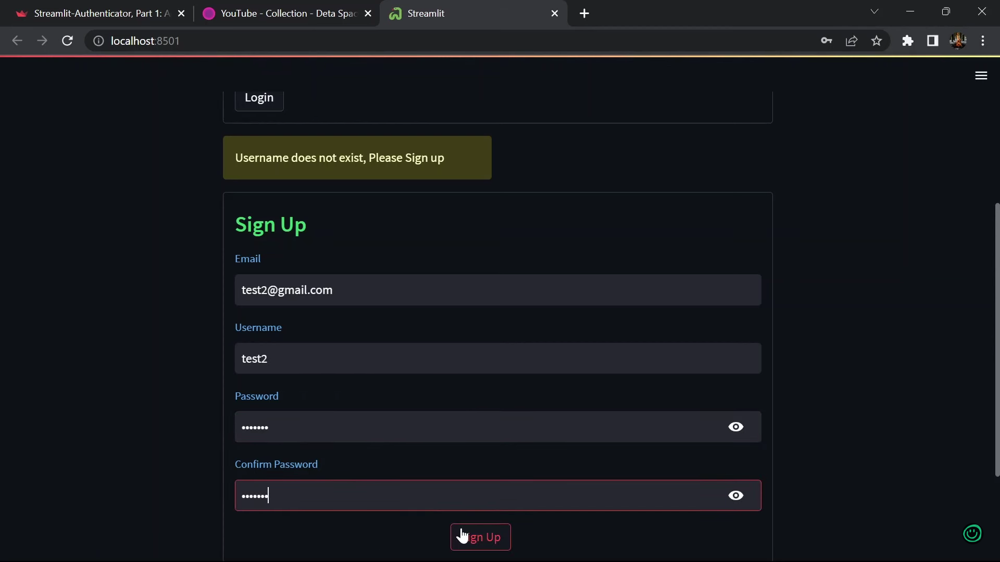 Streamlit-Authenticator, Part 1: A
YouTube - Collection - Deta Spac
Streamlit
localhost:8501
Login
Username does not exist, Please Sign up
Sign Up
Email
test2@gmail.com
Username
test2
Password
•••••••
Confirm Password
•••••••
gn Up